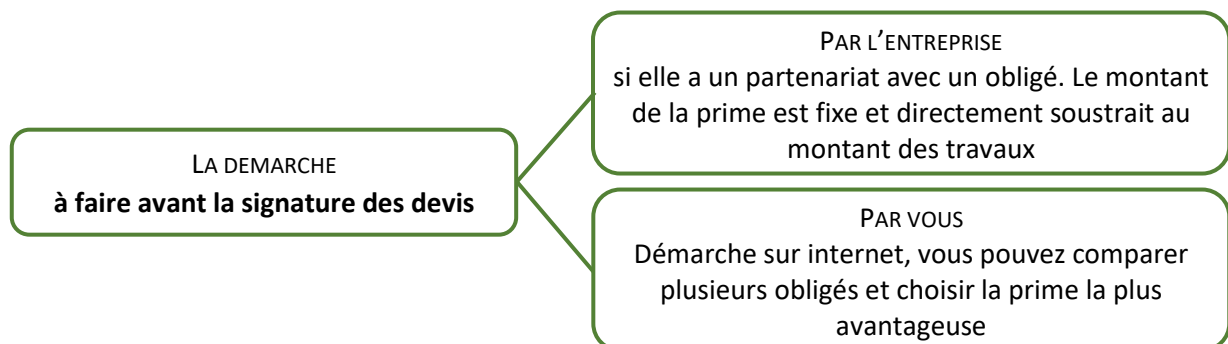 LA DEMARCHE
à faire avant la signature des devis
PAR L’ENTREPRISE
si elle a un partenariat avec un obligé. Le montant
de la prime est fixe et directement soustrait au
montant des travaux
PAR VOUS
Démarche sur internet, vous pouvez comparer
plusieurs obligés et choisir la prime la plus
avantageuse